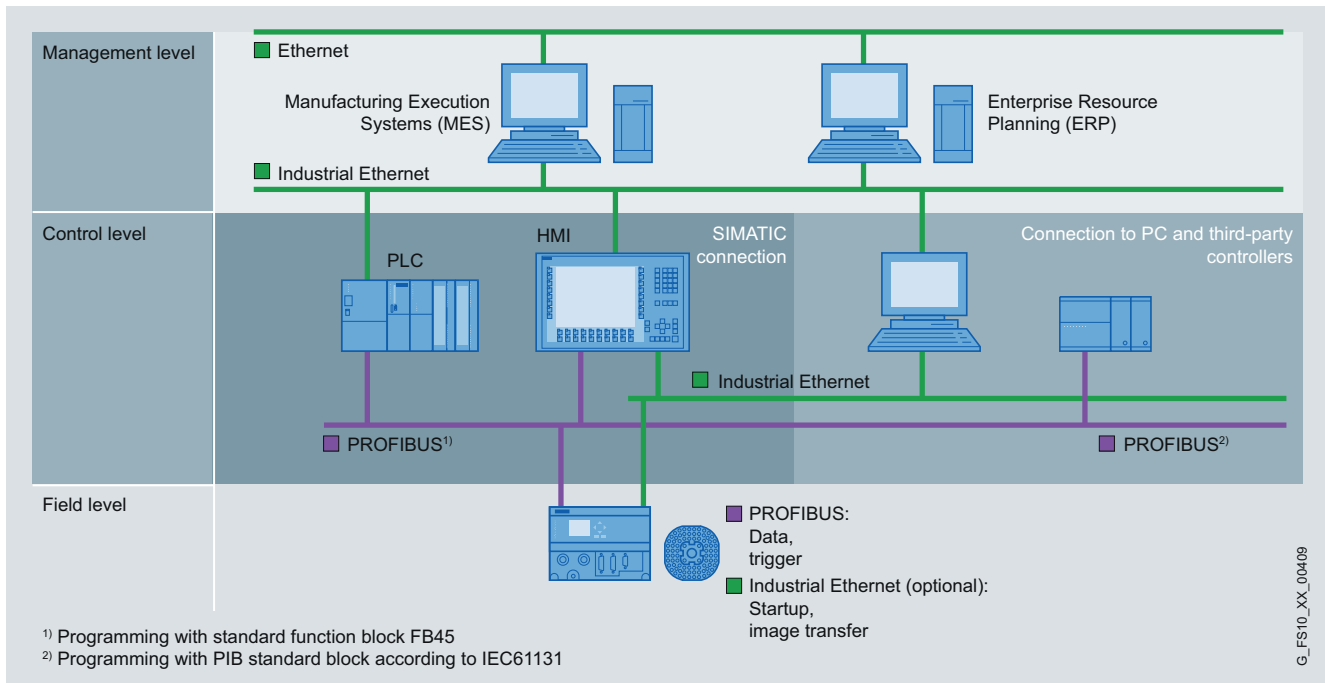 Management level
Ethernet
Manufacturing Execution
Systems (MES)
Enterprise Resource
Planning (ERP)
Industrial Ethernet
Control level
PLC
HMI
SIMATIC
connection
Connection to PC and third-party
controllers
Industrial Ethernet
PROFIBUS1)
PROFIBUS2)
Field level
PROFIBUS:
Data,
trigger
Industrial Ethernet (optional):
Startup,
image transfer
1) Programming with standard function block FB45
2) Programming with PIB standard block according to IEC61131
G_FS10_XX_00409